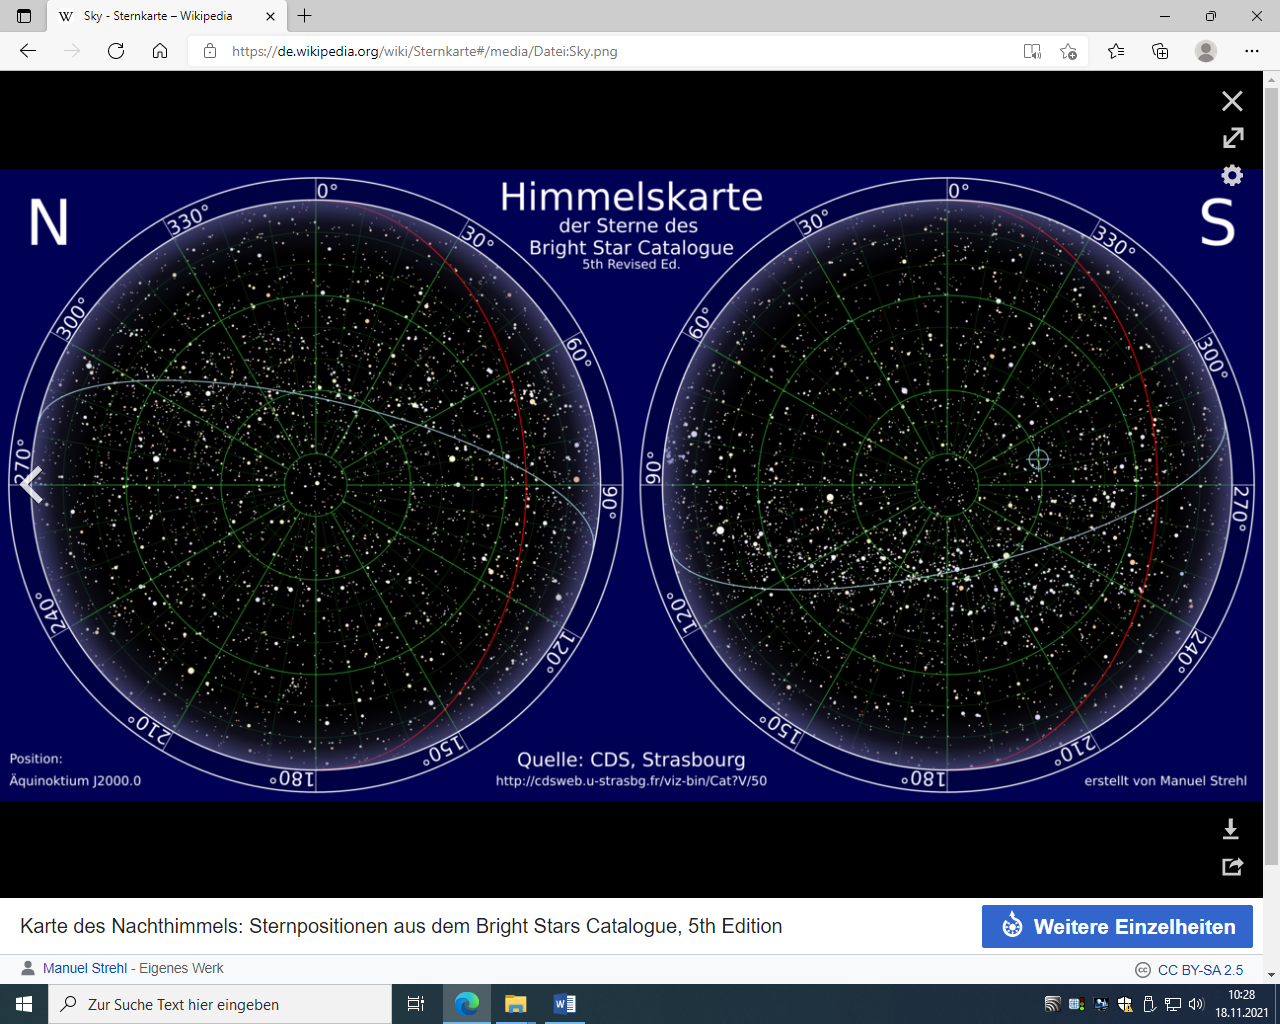 Sky - Sternkarte – Wikipedia
https://de.wikipedia.org/wiki/Sternkarte#/media/Datei:Sky.png
N
Himmelskarte
der Sterne des
Bright Star Catalogue
5th Revised Ed.
S
0°
30°
60°
90°
120°
150°
180°
210°
240°
270°
300°
330°
0°
330°
300°
270°
240°
210°
180°
150°
120°
90°
60°
30°
Position:
Äquinoktium J2000.0
Quelle: CDS, Strasbourg
http://cdsweb.u-strasbg.fr/viz-bin/Cat?V/50
erstellt von Manuel Strehl
Karte des Nachthimmels: Sternpositionen aus dem Bright Stars Catalogue, 5th Edition
Weitere Einzelheiten
Manuel Strehl - Eigenes Werk
CC BY-SA 2.5
Zur Suche Text hier eingeben
10:28
18.11.2021